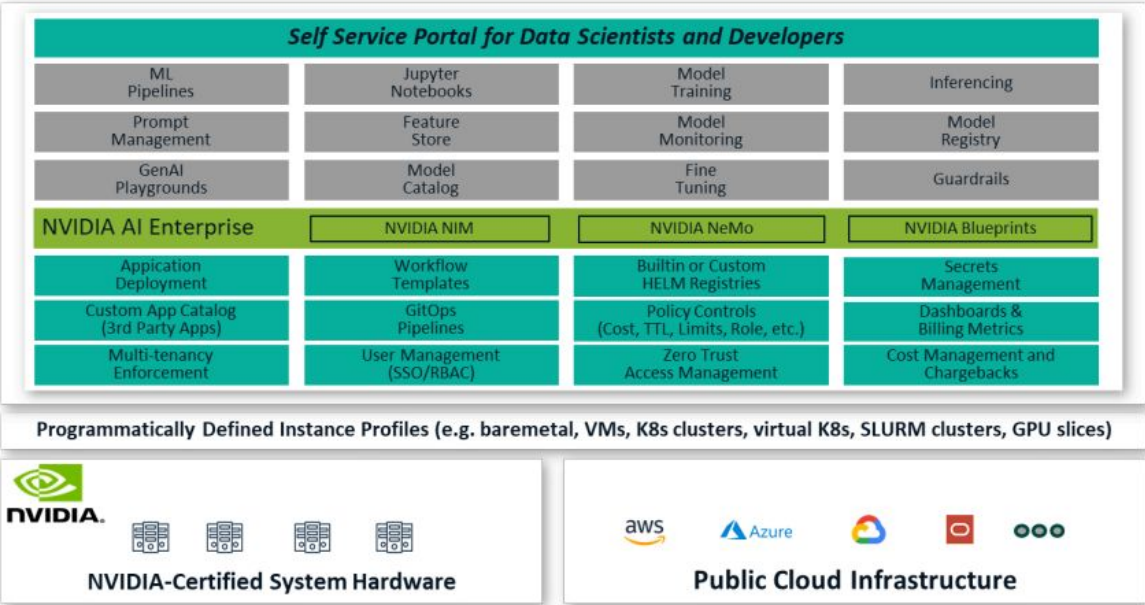 Self Service Portal for Data Scientists and Developers
ML
Pipelines
Jupyter
Notebooks
Model
Training
Inferencing
Prompt
Management
Feature
Store
Model
Monitoring
Model
Registry
GenAI
Playgrounds
Model
Catalog
Fine
Tuning
Guardrails
NVIDIA AI Enterprise
NVIDIA NIM
NVIDIA NeMo
NVIDIA Blueprints
Appication
Deployment
Workflow
Templates
Builtin or Custom
HELM Registries
Secrets
Management
Custom App Catalog
(3rd Party Apps)
GitOps
Pipelines
Policy Controls
(Cost, TTL, Limits, Role, etc.)
Dashboards &
Billing Metrics
Multi-tenancy
Enforcement
User Management
(SSO/RBAC)
Zero Trust
Access Management
Cost Management and
Chargebacks
Programmatically Defined Instance Profiles (e.g. baremetal, VMs, K8s clusters, virtual K8s, SLURM clusters, GPU slices)
NVIDIA.
NVIDIA-Certified System Hardware
aws
Azure
Public Cloud Infrastructure